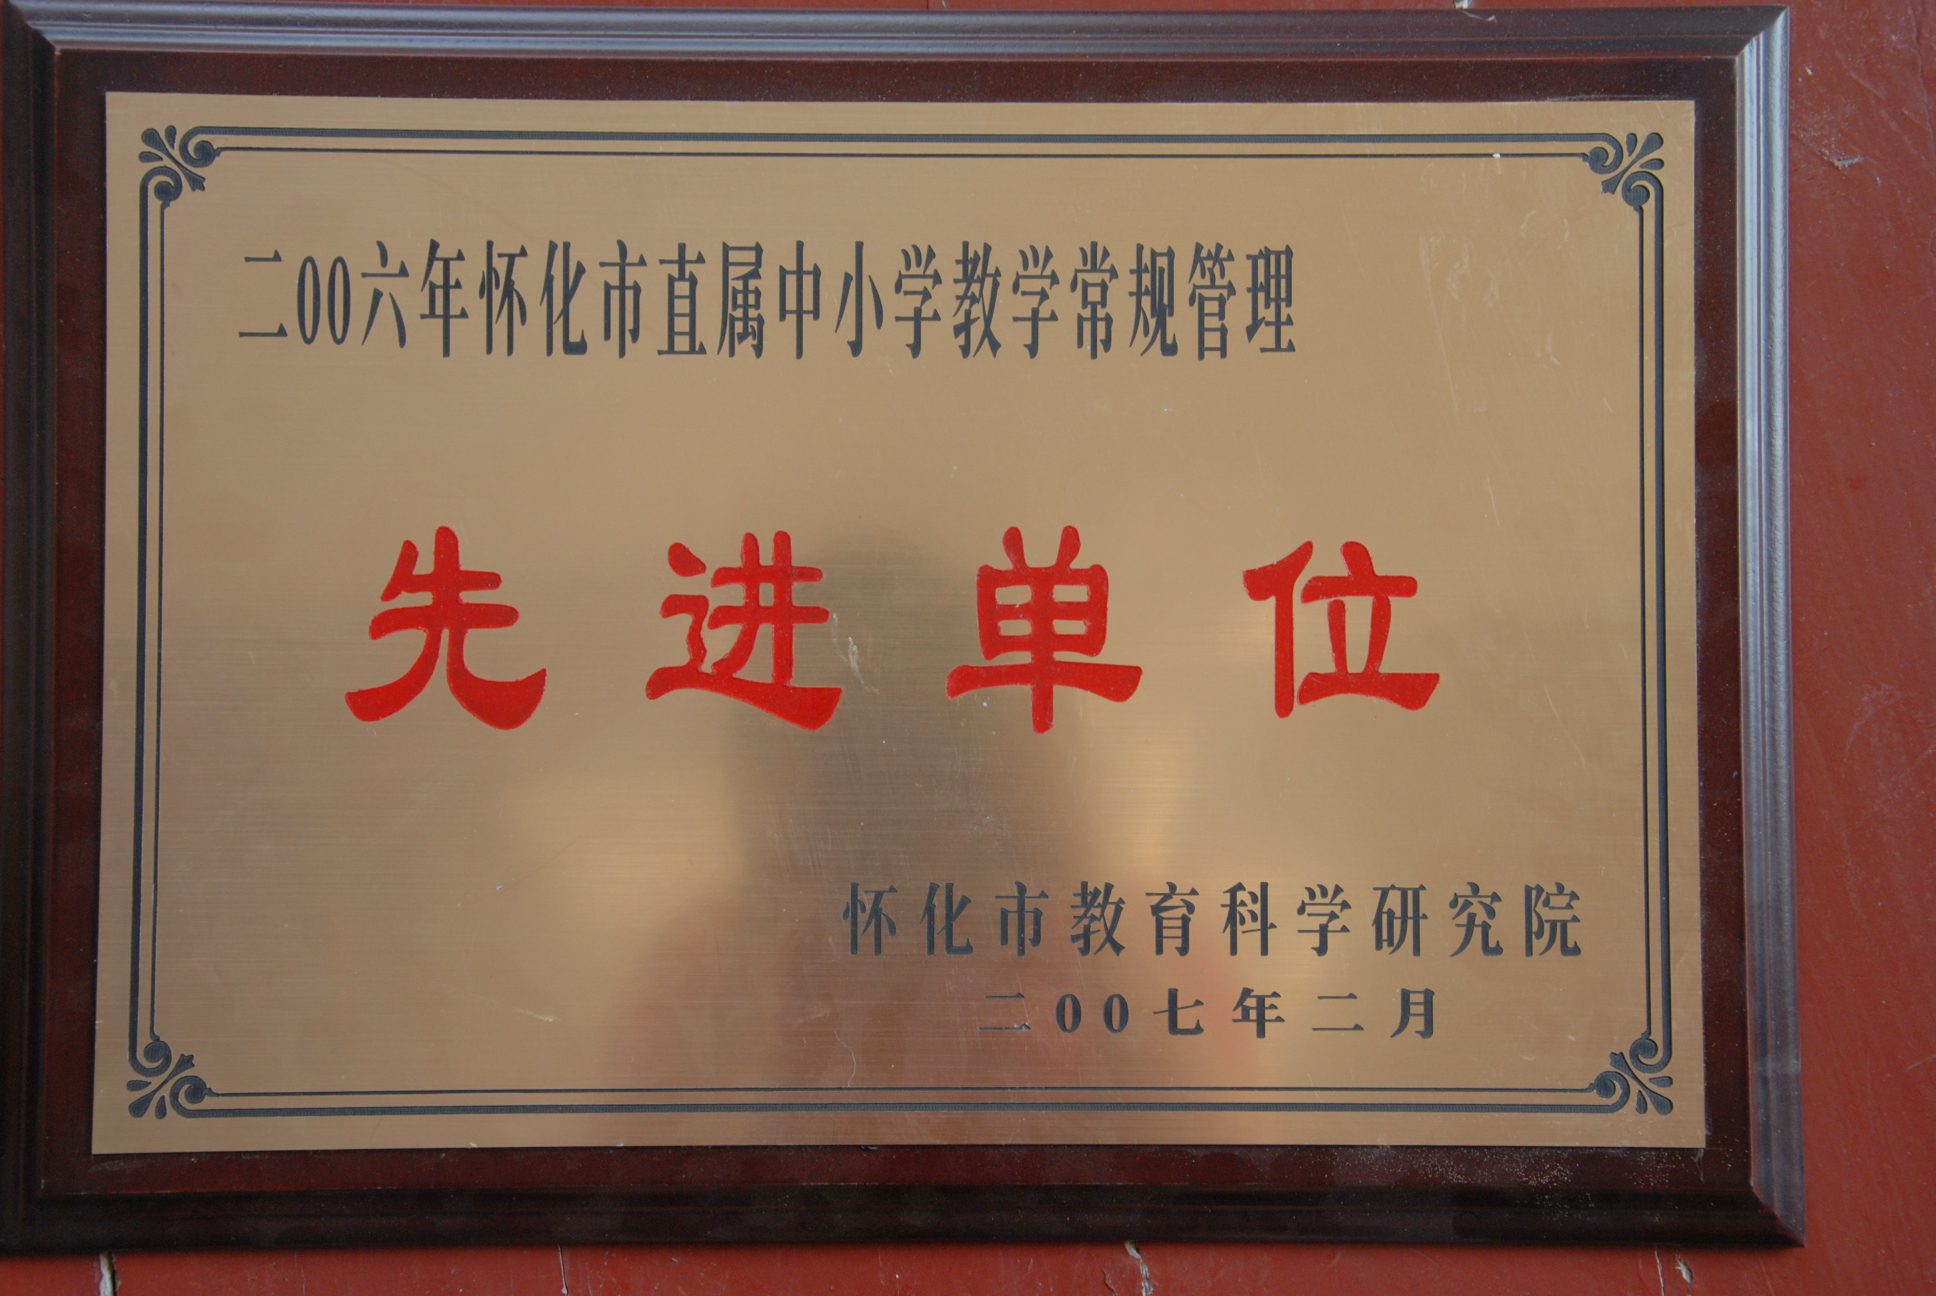 二00六年怀化市直属中小学教学常规管理
先进单位
怀化市教育科学研究院
二00七年二月